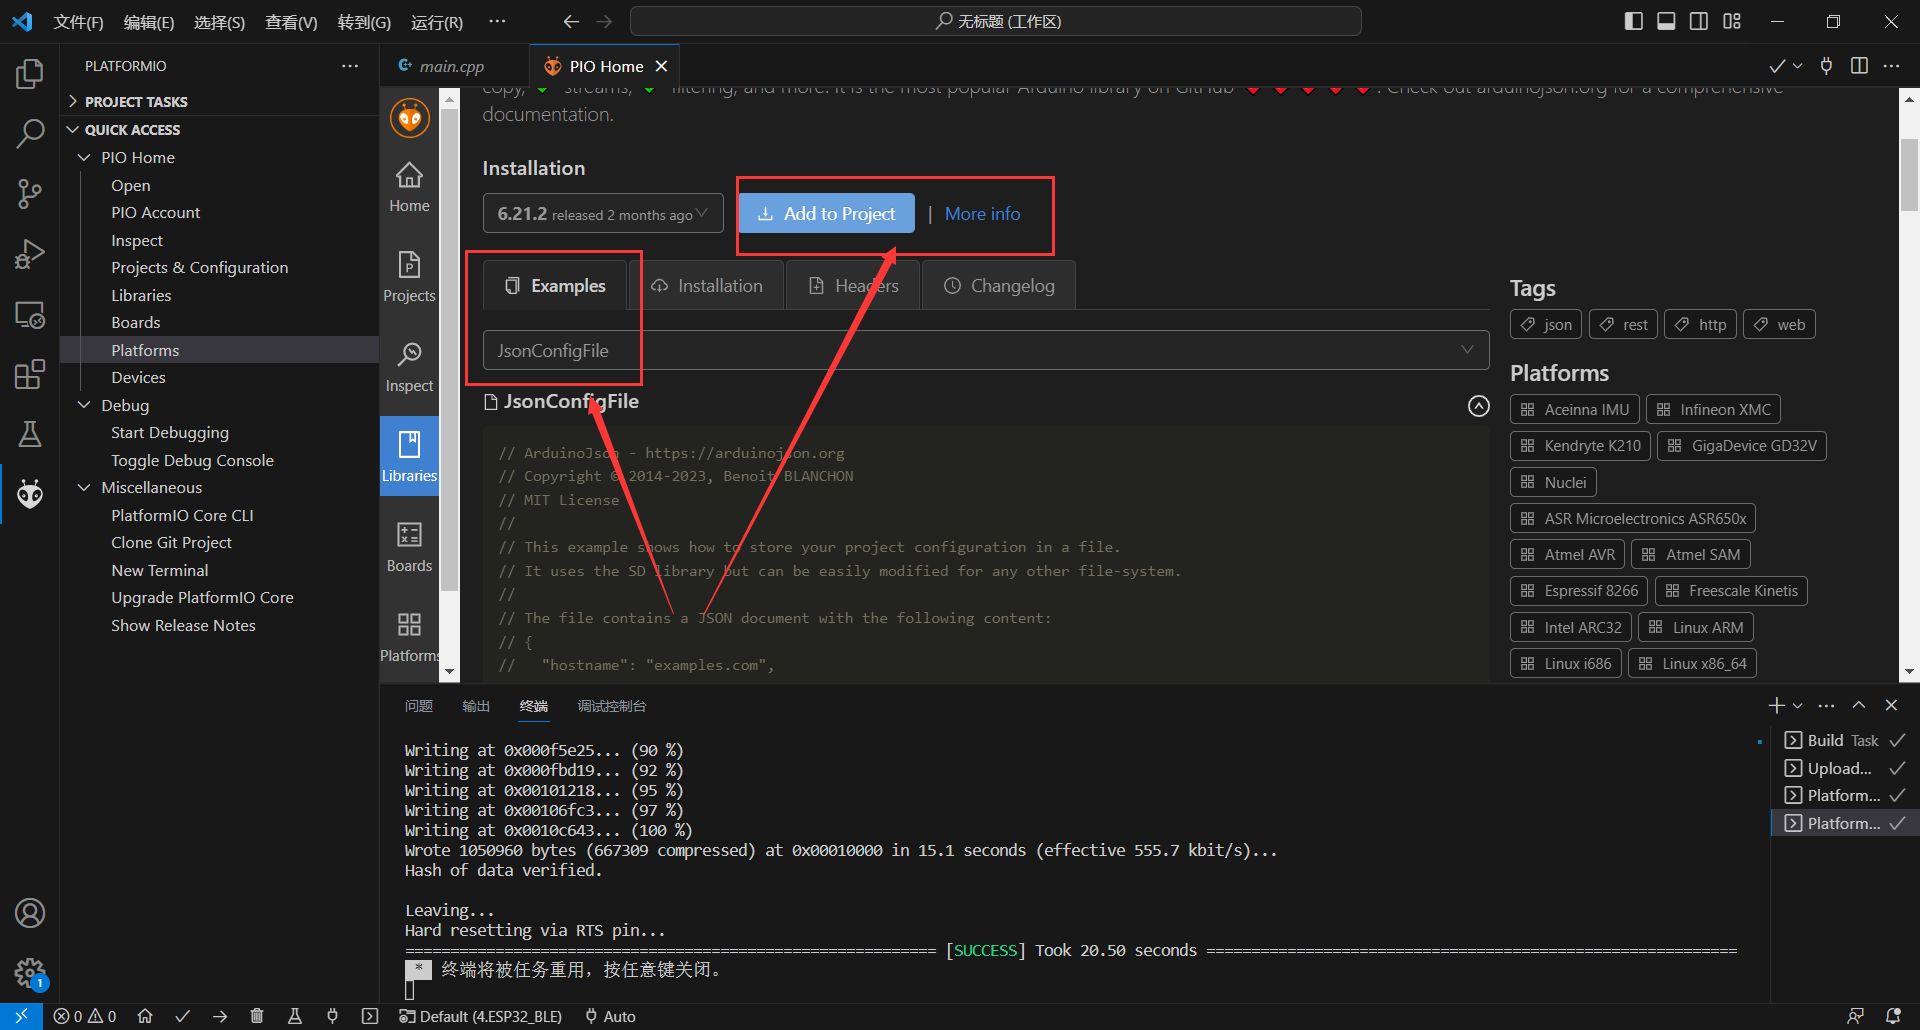 文件(F) 编辑(E) 选择(S) 查看(V) 转到(G) 运行(R) ··· 无标题 (工作区)
PLATFORMIO
PROJECT TASKS
QUICK ACCESS
PIO Home
Open
PIO Account
Inspect
Projects & Configuration
Libraries
Boards
Platforms
Devices
Debug
Start Debugging
Toggle Debug Console
Miscellaneous
PlatformIO Core CLI
Clone Git Project
New Terminal
Upgrade PlatformIO Core
Show Release Notes
main.cpp PIO Home
Home
Projects
Inspect
Libraries
Boards
Platforms
copy, streams, filtering, and more. It is the most popular Arduino library on GitHub . Check out arduinojson.org for a comprehensive
documentation.
Installation
6.21.2 released 2 months ago Add to Project | More info
Examples Installation Headers Changelog
JsonConfigFile
JsonConfigFile
// ArduinoJson - https://arduinojson.org
// Copyright © 2014-2023, Benoit BLANCHON
// MIT License
//
// This example shows how to store your project configuration in a file.
// It uses the SD library but can be easily modified for any other file-system.
//
// The file contains a JSON document with the following content:
// {
//   "hostname": "examples.com",
Tags
json rest http web
Platforms
Aceinna IMU Infineon XMC
Kendryte K210 GigaDevice GD32V
Nuclei
ASR Microelectronics ASR650x
Atmel AVR Atmel SAM
Espressif 8266 Freescale Kinetis
Intel ARC32 Linux ARM
Linux i686 Linux x86_64
问题 输出 终端 调试控制台
Writing at 0x000f5e25... (90 %)
Writing at 0x000fbd19... (92 %)
Writing at 0x00101218... (95 %)
Writing at 0x00106fc3... (97 %)
Writing at 0x0010c643... (100 %)
Wrote 1050960 bytes (667309 compressed) at 0x00010000 in 15.1 seconds (effective 555.7 kbit/s)...
Hash of data verified.
Leaving...
Hard resetting via RTS pin...
=========================================================== [SUCCESS] Took 20.50 seconds ===========================================================
* 终端将被任务重用，按任意键关闭。
Build Task
Upload...
Platform...
Platform...
1
0 0 Default (4.ESP32_BLE) Auto